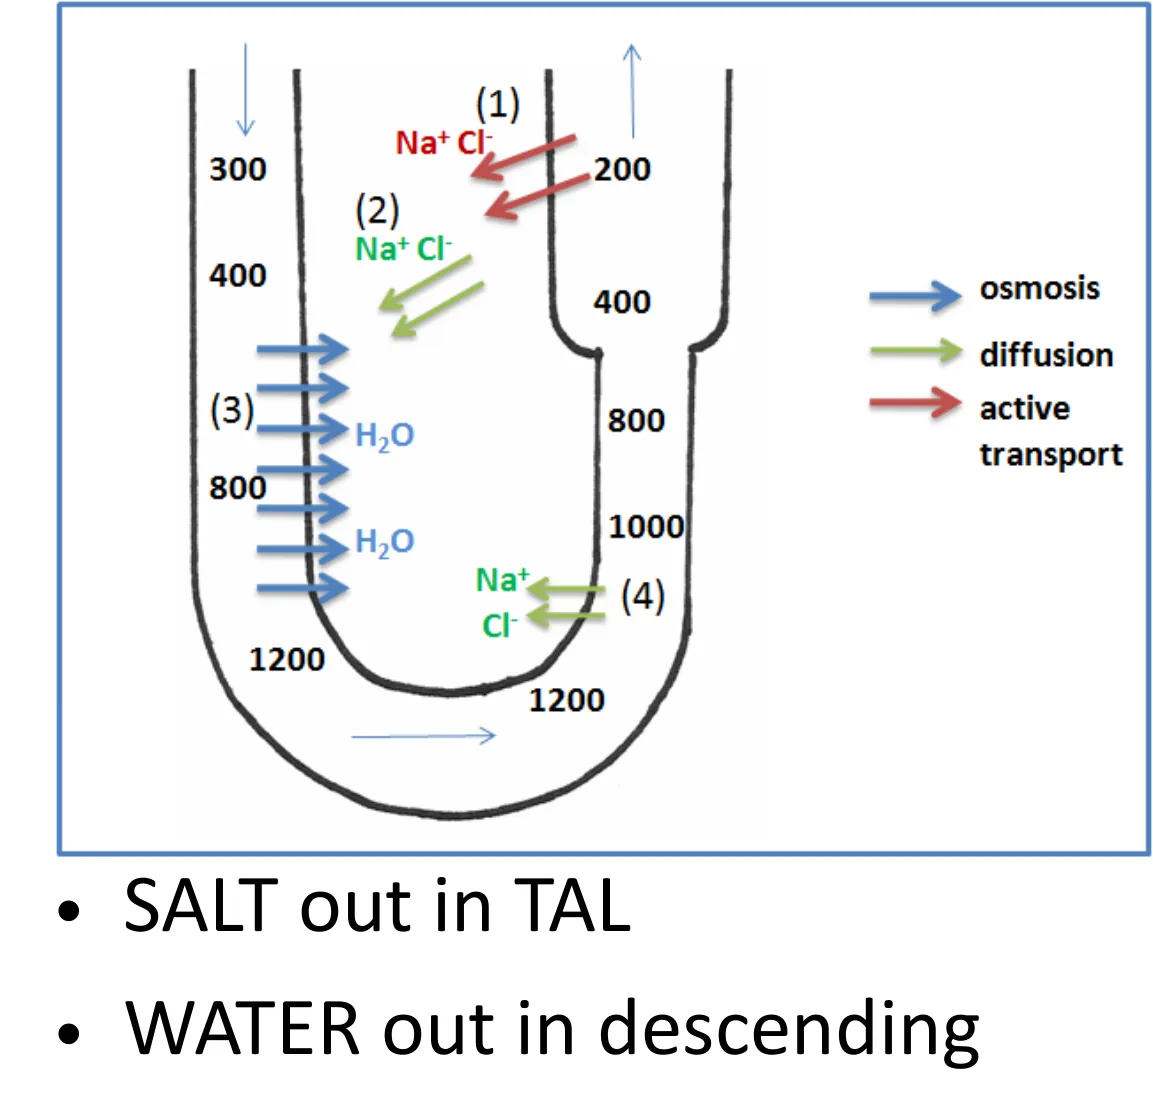 (1)
Na⁺ Cl⁻
300
200
(2)
Na⁺ Cl⁻
400
400
osmosis
diffusion
active
transport
(3)
H₂O
800
800
H₂O
1000
Na⁺
Cl⁻
(4)
1200
1200
• SALT out in TAL
• WATER out in descending